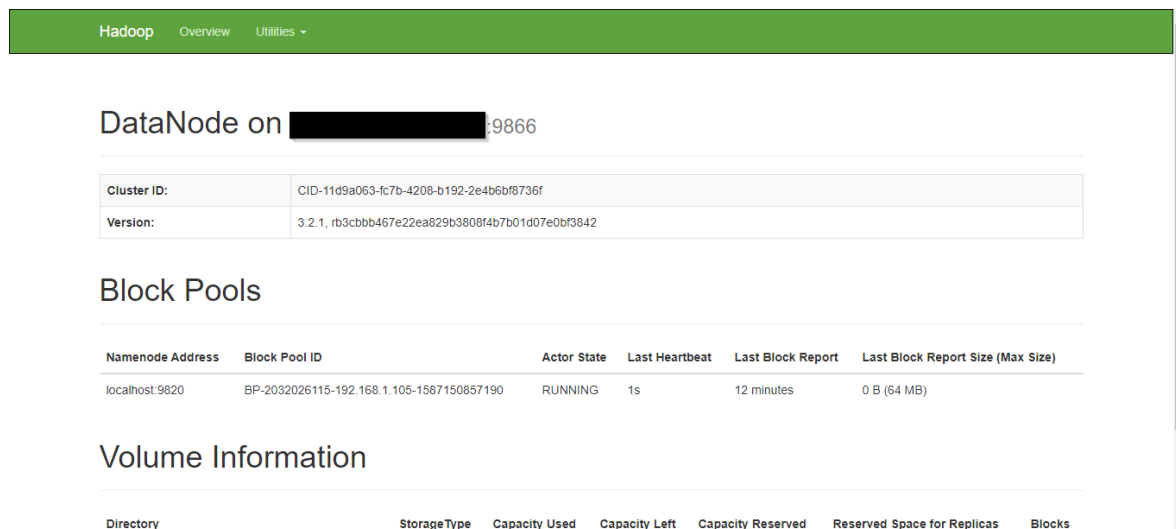 Hadoop Overview Utilities
DataNode on :9866
Cluster ID: CID-11d9a063-fc7b-4208-b192-2e4b6bf8736f
Version: 3.2.1, rb3cbbb467e22ea829b3808f4b7b01d07e0bf3842
Block Pools
Namenode Address Block Pool ID Actor State Last Heartbeat Last Block Report Last Block Report Size (Max Size)
localhost:9820 BP-2032026115-192.168.1.105-1587150857190 RUNNING 1s 12 minutes 0 B (64 MB)
Volume Information
Directory StorageType Capacity Used Capacity Left Capacity Reserved Reserved Space for Replicas Blocks